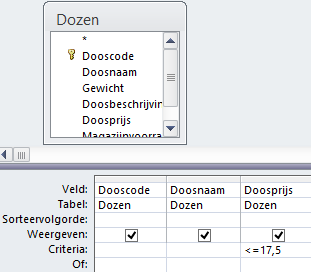 Dozen
*
Dooscode
Doosnaam
Gewicht
Doosbeschrijvin
Doosprijs
Magazijnvoorra
Veld: Dooscode Doosnaam Doosprijs
Tabel: Dozen Dozen Dozen
Sorteervolgorde:
Weergeven:
Criteria: <=17,5
Of: